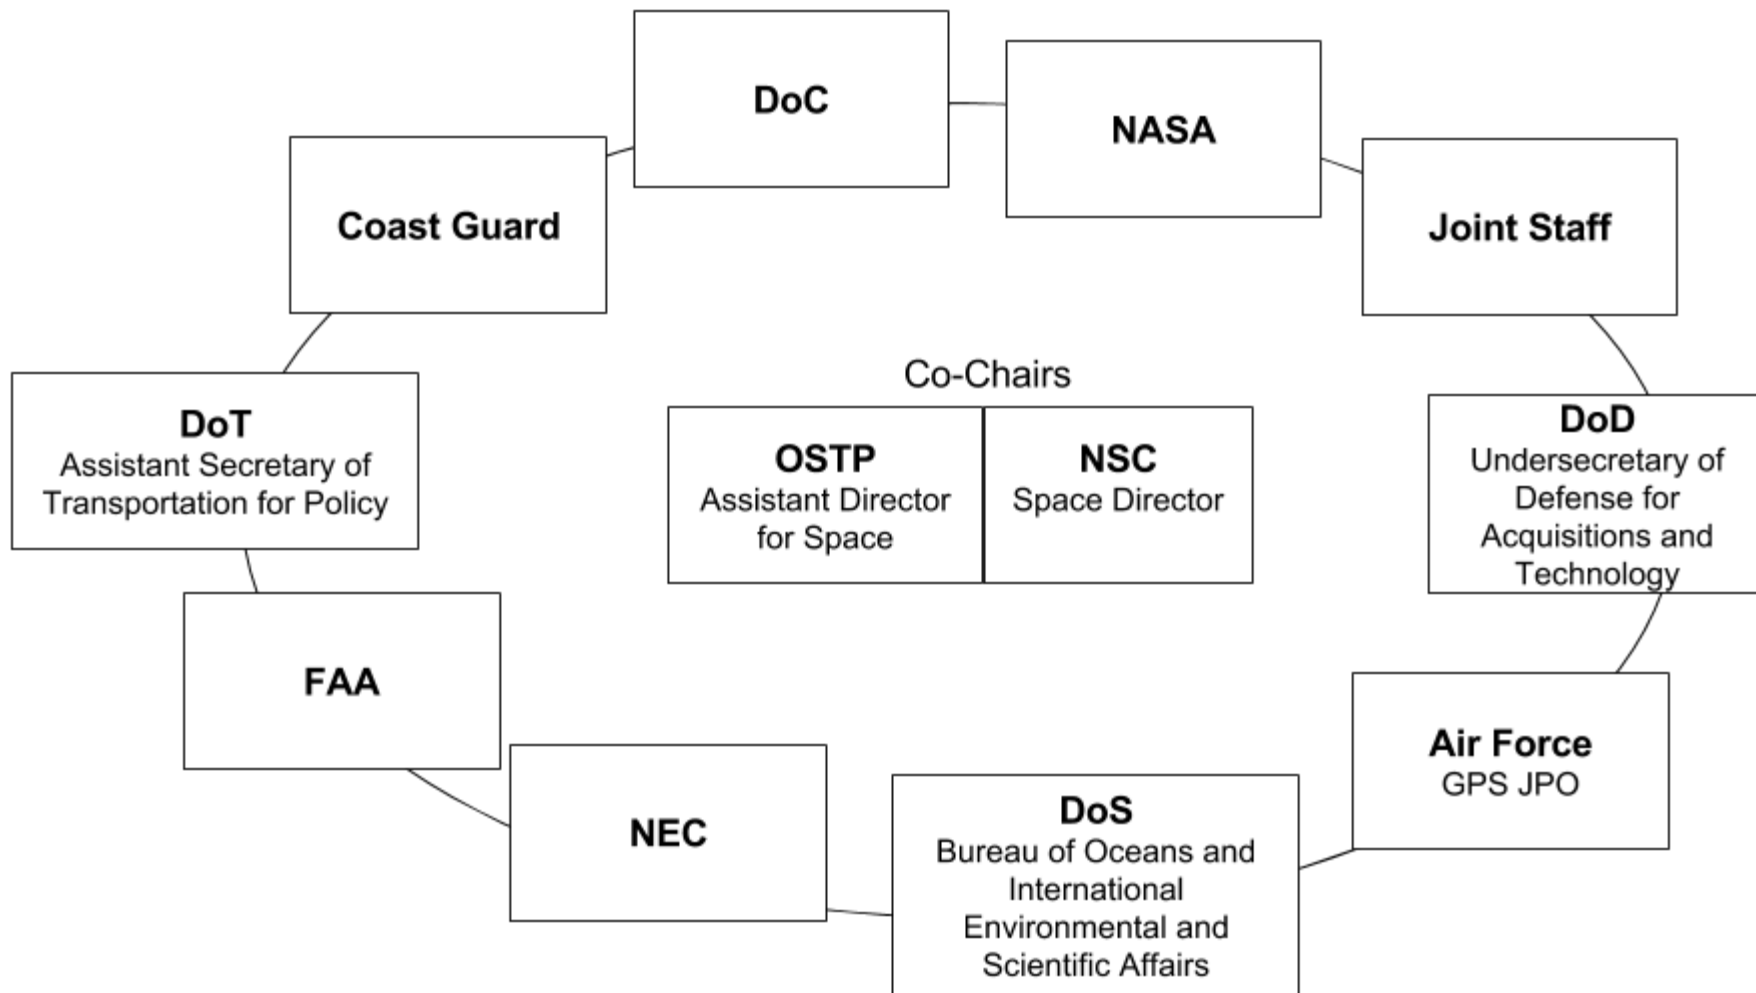 DoC
NASA
Coast Guard
Joint Staff
Co-Chairs
DoT
Assistant Secretary of
Transportation for Policy
OSTP
Assistant Director
for Space
NSC
Space Director
DoD
Undersecretary of
Defense for
Acquisitions and
Technology
FAA
Air Force
GPS JPO
NEC
DoS
Bureau of Oceans and
International
Environmental and
Scientific Affairs